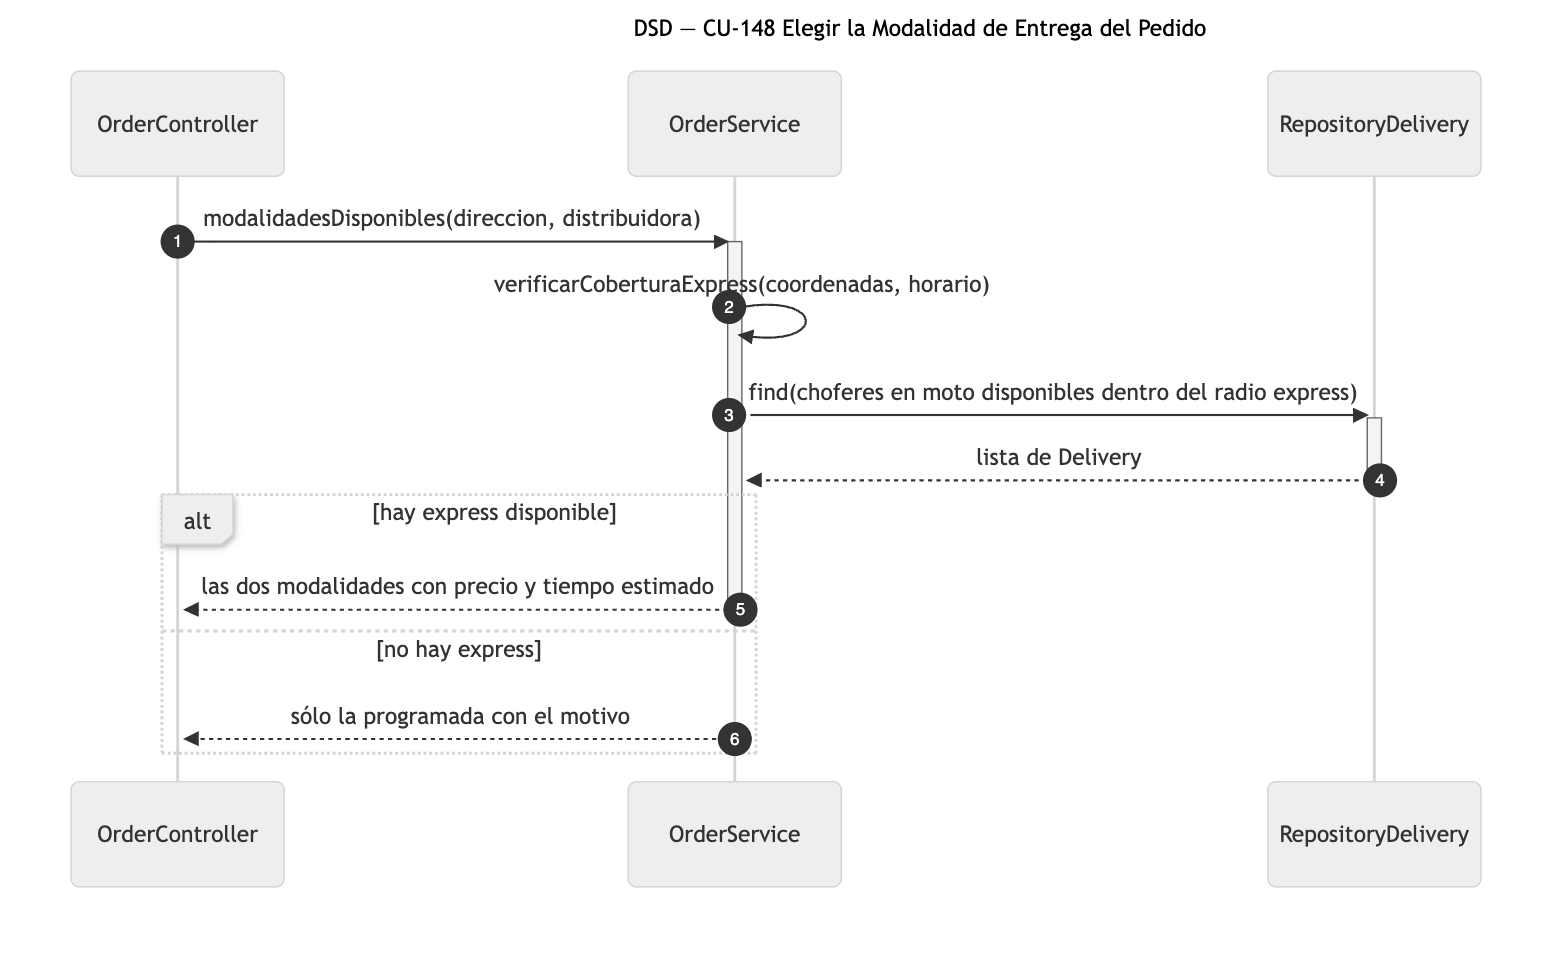 DSD — CU-148 Elegir la Modalidad de Entrega del Pedido
OrderController
OrderService
RepositoryDelivery
modalidadesDisponibles(direccion, distribuidora)
1
verificarCoberturaExpress(coordenadas, horario)
2
find(choferes en moto disponibles dentro del radio express)
3
lista de Delivery
4
alt
[hay express disponible]
las dos modalidades con precio y tiempo estimado
5
[no hay express]
sólo la programada con el motivo
6
OrderController
OrderService
RepositoryDelivery